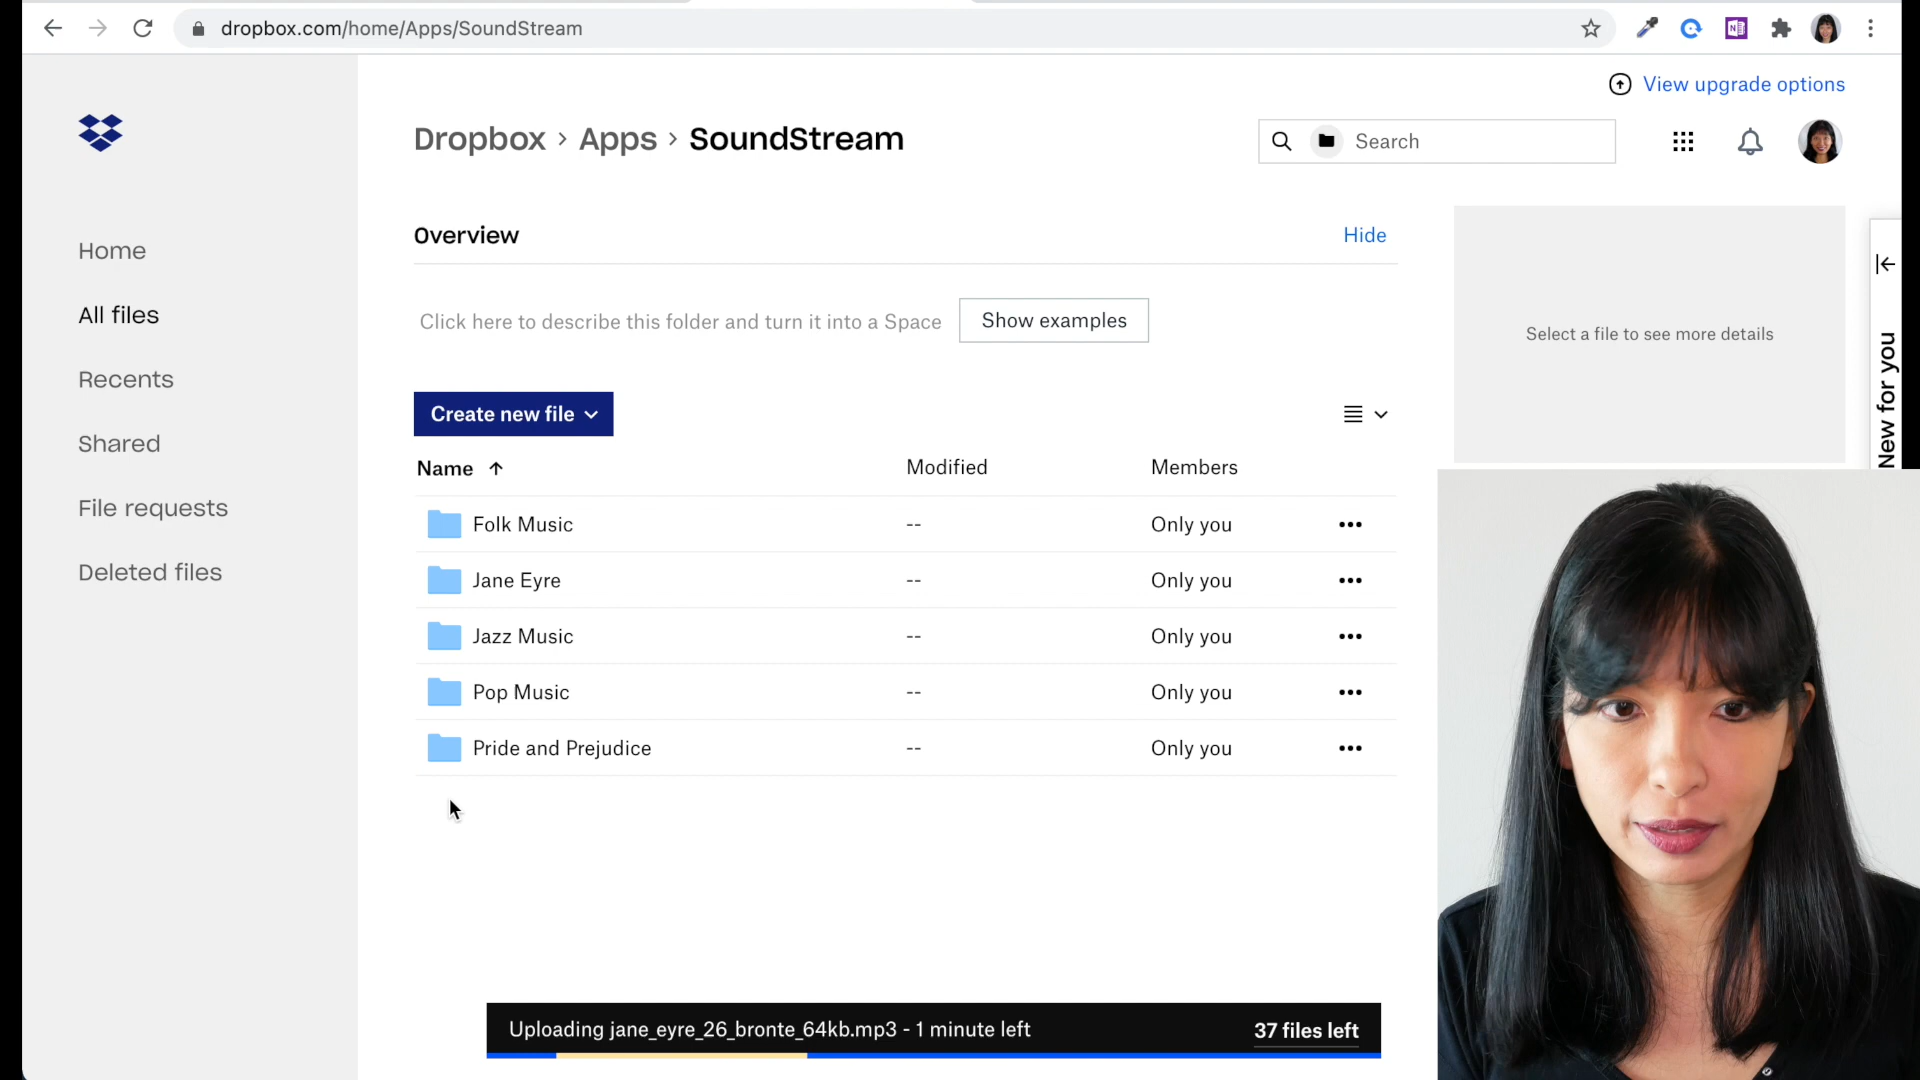 dropbox.com/home/Apps/SoundStream
View upgrade options
Dropbox › Apps › SoundStream
Search
Home
All files
Recents
Shared
File requests
Deleted files
Overview
Hide
Click here to describe this folder and turn it into a Space
Show examples
Select a file to see more details
New for you
Create new file
Name Modified Members
Folk Music -- Only you
Jane Eyre -- Only you
Jazz Music -- Only you
Pop Music -- Only you
Pride and Prejudice -- Only you
Uploading jane_eyre_26_bronte_64kb.mp3 - 1 minute left 37 files left